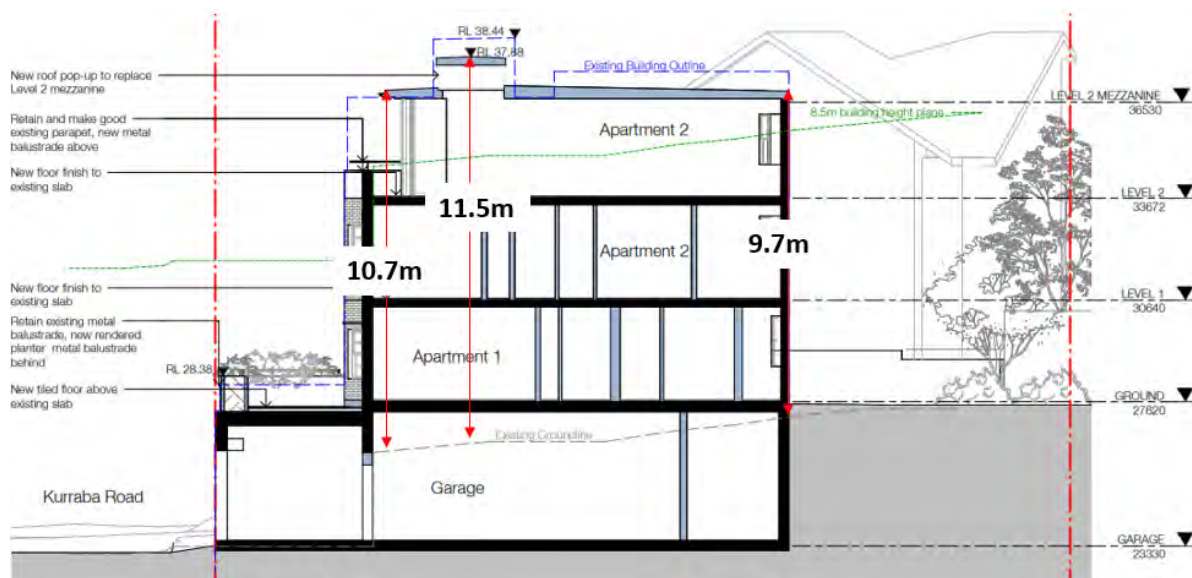 RL 38.44
RL 37.88
New roof pop-up to replace
Level 2 mezzanine
Existing Building Outline
LEVEL 2 MEZZANINE
36530
Retain and make good
existing parapet, new metal
balustrade above
Apartment 2
8.5m building height plane
New floor finish to
existing slab
LEVEL 2
33672
11.5m
10.7m
Apartment 2
9.7m
New floor finish to
existing slab
LEVEL 1
30640
Retain existing metal
balustrade, new rendered
planter metal balustrade
behind
Apartment 1
RL 28.38
New tiled floor above
existing slab
GROUND
27620
Existing Groundline
Kurraba Road
Garage
GARAGE
23330